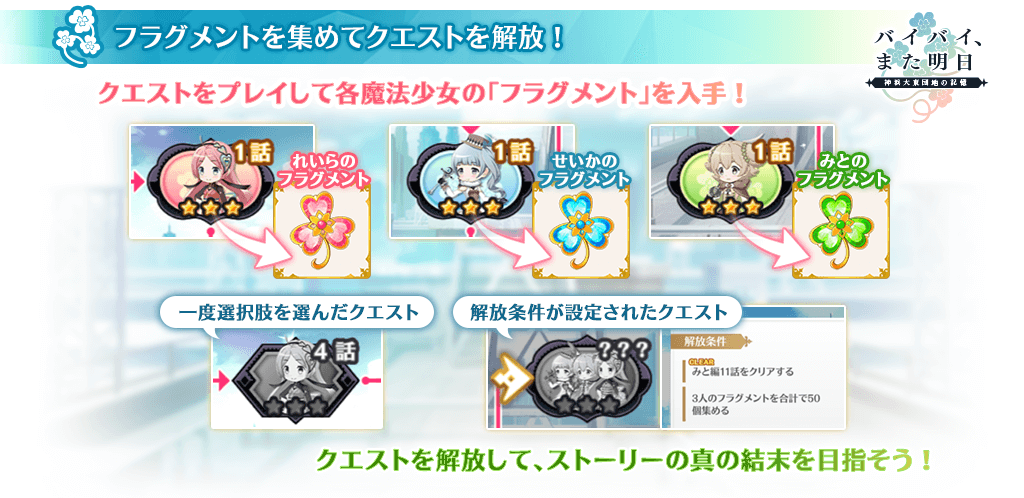 フラグメントを集めてクエストを解放！
バイバイ、
また明日
神浜大東団地の記憶
クエストをプレイして各魔法少女の「フラグメント」を入手！
1話
れいらの
フラグメント
1話
せいかの
フラグメント
1話
みとの
フラグメント
一度選択肢を選んだクエスト
4話
解放条件が設定されたクエスト
???
解放条件
CLEAR
みと編11話をクリアする
3人のフラグメントを合計で50
個集める
クエストを解放して、ストーリーの真の結末を目指そう！